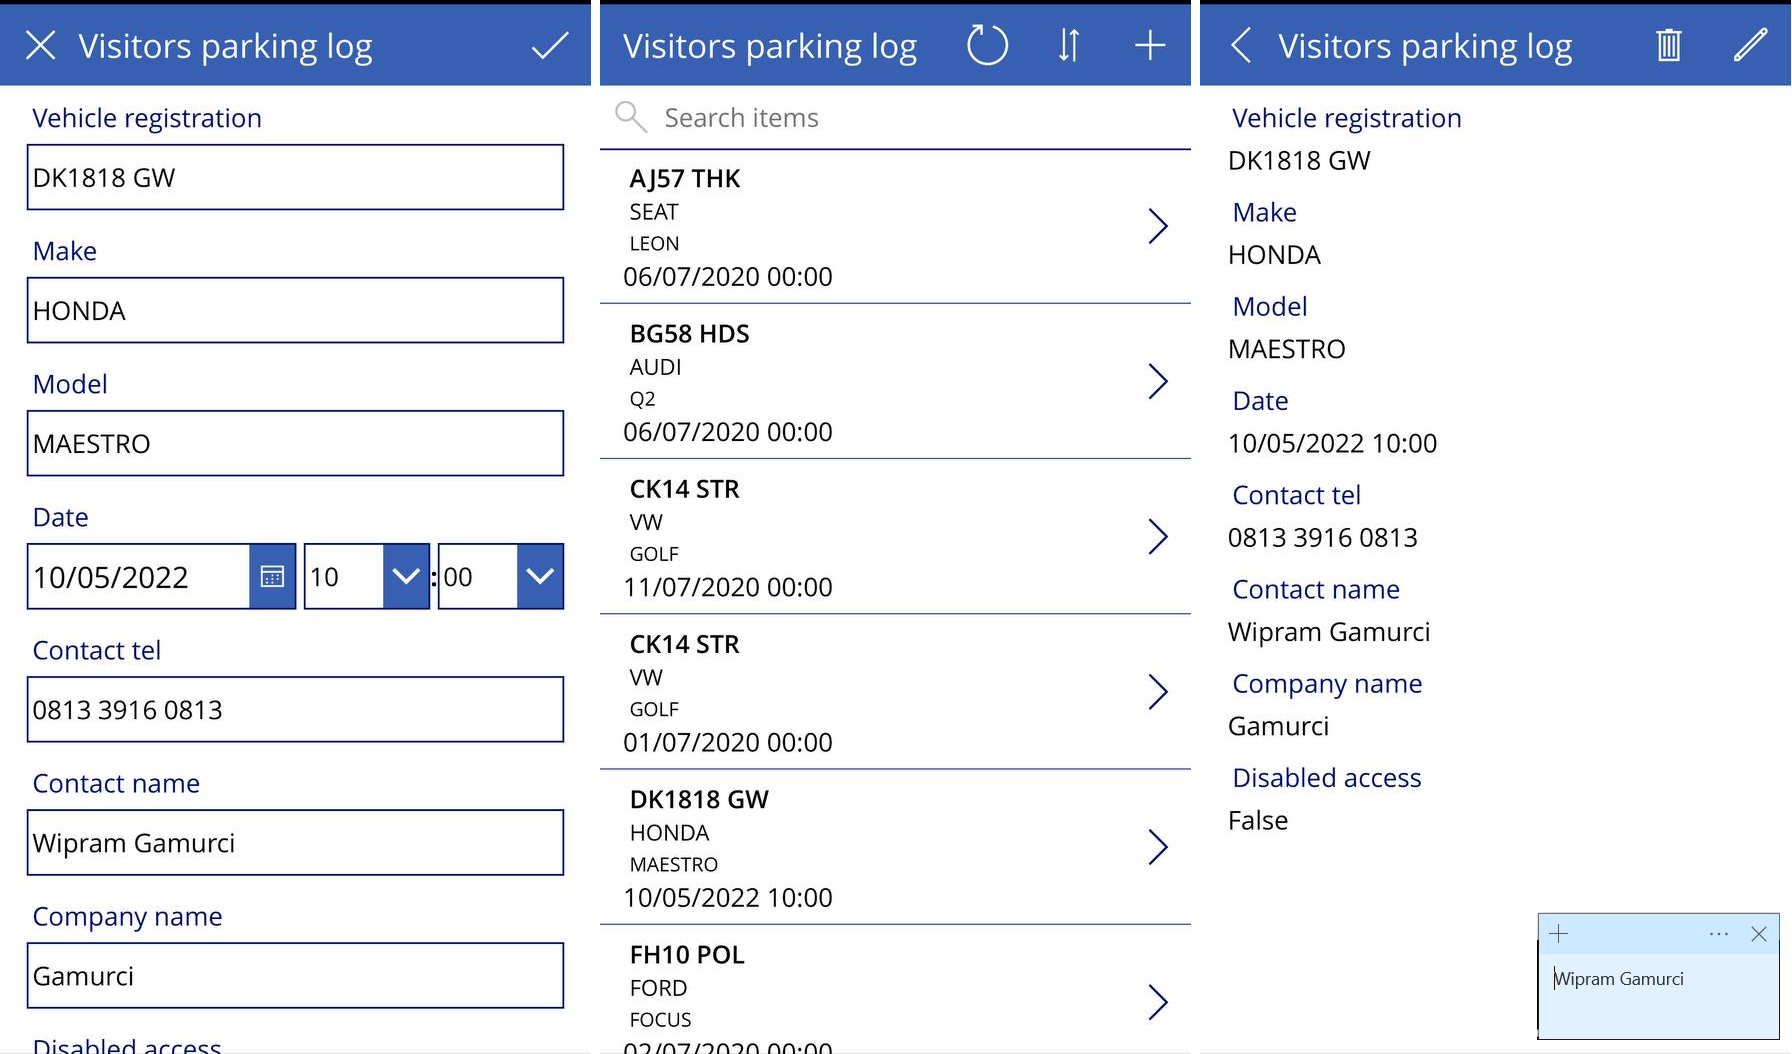 Visitors parking log
Vehicle registration
DK1818 GW
Make
HONDA
Model
MAESTRO
Date
10/05/2022 10 : 00
Contact tel
0813 3916 0813
Contact name
Wipram Gamurci
Company name
Gamurci
Disabled access
Visitors parking log
Search items
AJ57 THK
SEAT
LEON
06/07/2020 00:00
BG58 HDS
AUDI
Q2
06/07/2020 00:00
CK14 STR
VW
GOLF
11/07/2020 00:00
CK14 STR
VW
GOLF
01/07/2020 00:00
DK1818 GW
HONDA
MAESTRO
10/05/2022 10:00
FH10 POL
FORD
FOCUS
02/07/2020 00:00
Visitors parking log
Vehicle registration
DK1818 GW
Make
HONDA
Model
MAESTRO
Date
10/05/2022 10:00
Contact tel
0813 3916 0813
Contact name
Wipram Gamurci
Company name
Gamurci
Disabled access
False
Wipram Gamurci